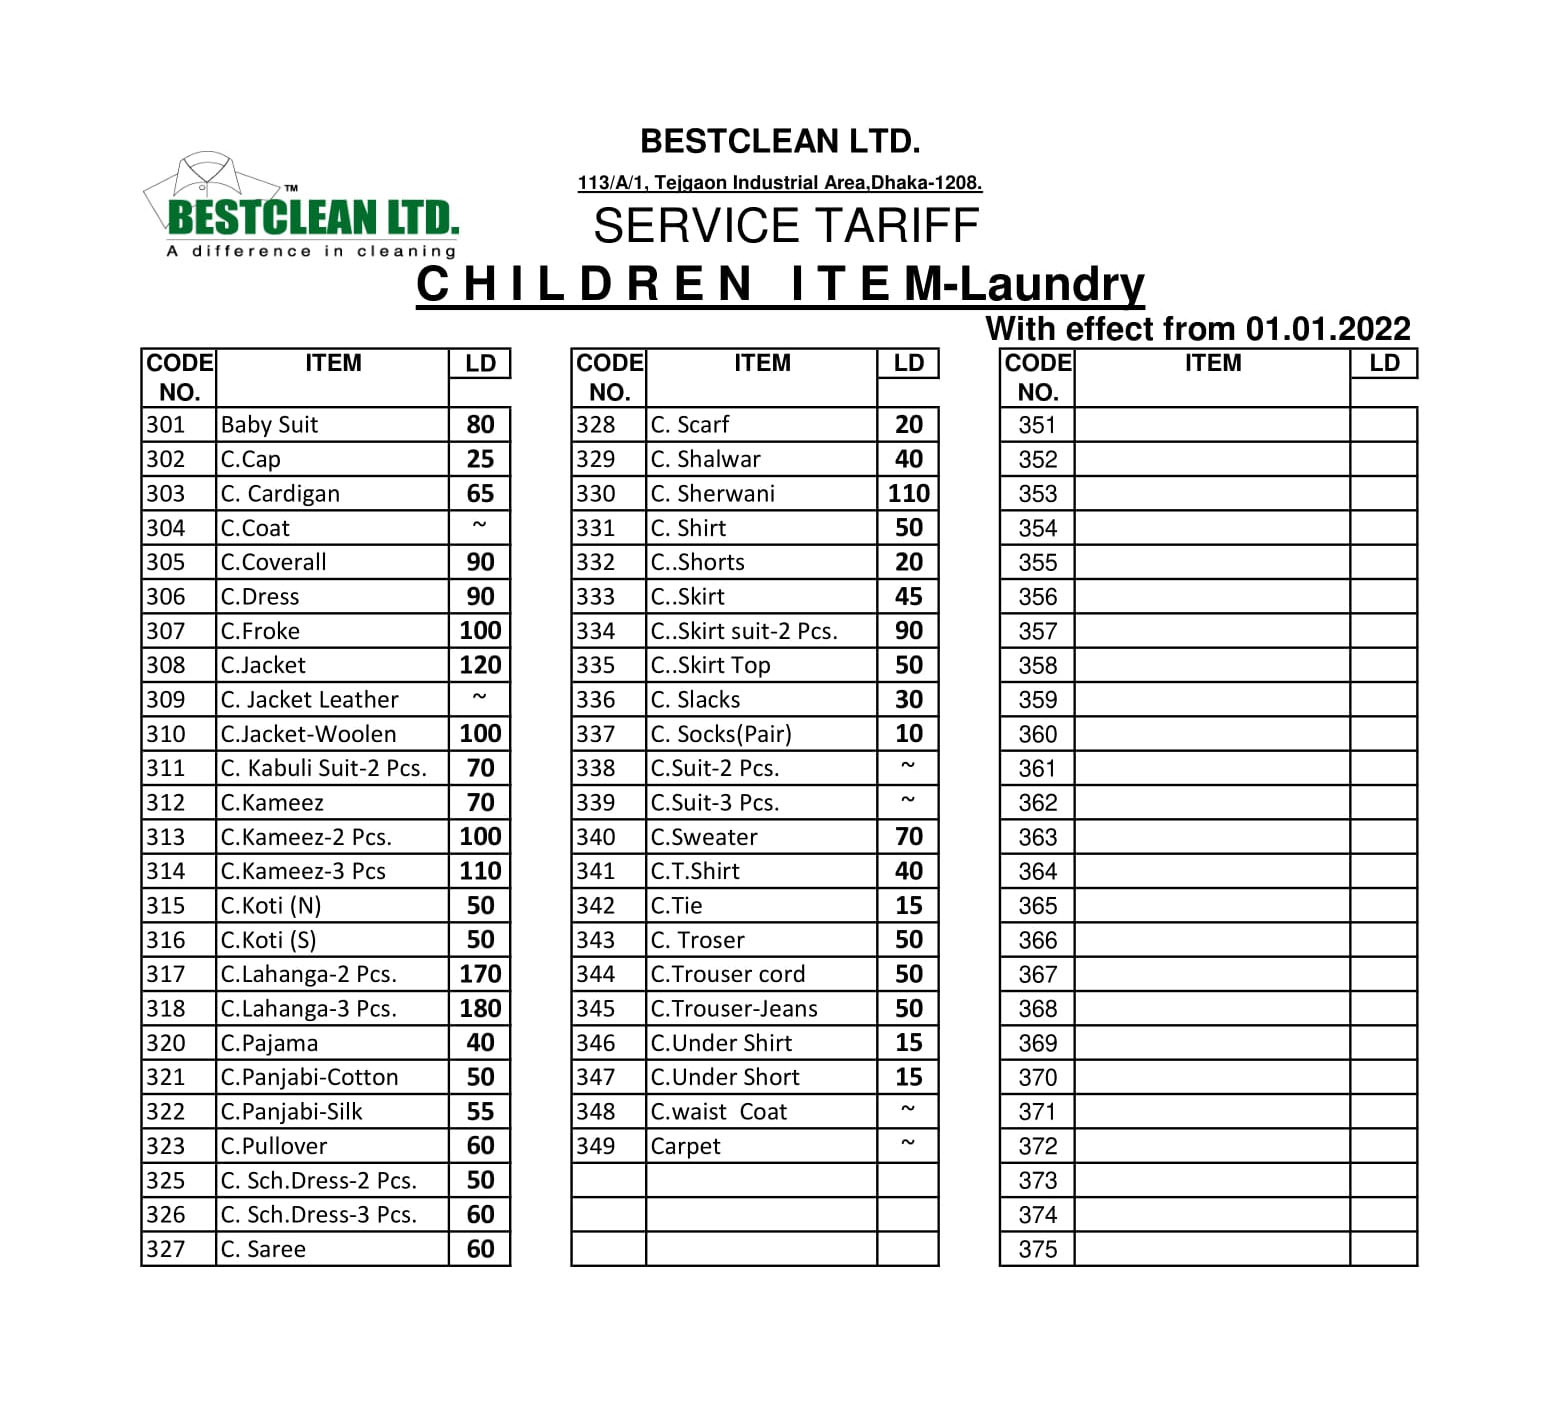 BESTCLEAN LTD.
113/A/1, Tejgaon Industrial Area,Dhaka-1208.
™
BESTCLEAN LTD.
A difference in cleaning
SERVICE TARIFF
CHILDREN ITEM-Laundry
With effect from 01.01.2022
CODE NO. ITEM LD
301 Baby Suit 80
302 C.Cap 25
303 C. Cardigan 65
304 C.Coat ~
305 C.Coverall 90
306 C.Dress 90
307 C.Froke 100
308 C.Jacket 120
309 C. Jacket Leather ~
310 C.Jacket-Woolen 100
311 C. Kabuli Suit-2 Pcs. 70
312 C.Kameez 70
313 C.Kameez-2 Pcs. 100
314 C.Kameez-3 Pcs 110
315 C.Koti (N) 50
316 C.Koti (S) 50
317 C.Lahanga-2 Pcs. 170
318 C.Lahanga-3 Pcs. 180
320 C.Pajama 40
321 C.Panjabi-Cotton 50
322 C.Panjabi-Silk 55
323 C.Pullover 60
325 C. Sch.Dress-2 Pcs. 50
326 C. Sch.Dress-3 Pcs. 60
327 C. Saree 60
CODE NO. ITEM LD
328 C. Scarf 20
329 C. Shalwar 40
330 C. Sherwani 110
331 C. Shirt 50
332 C..Shorts 20
333 C..Skirt 45
334 C..Skirt suit-2 Pcs. 90
335 C..Skirt Top 50
336 C. Slacks 30
337 C. Socks(Pair) 10
338 C.Suit-2 Pcs. ~
339 C.Suit-3 Pcs. ~
340 C.Sweater 70
341 C.T.Shirt 40
342 C.Tie 15
343 C. Troser 50
344 C.Trouser cord 50
345 C.Trouser-Jeans 50
346 C.Under Shirt 15
347 C.Under Short 15
348 C.waist Coat ~
349 Carpet ~
CODE NO. ITEM LD
351
352
353
354
355
356
357
358
359
360
361
362
363
364
365
366
367
368
369
370
371
372
373
374
375